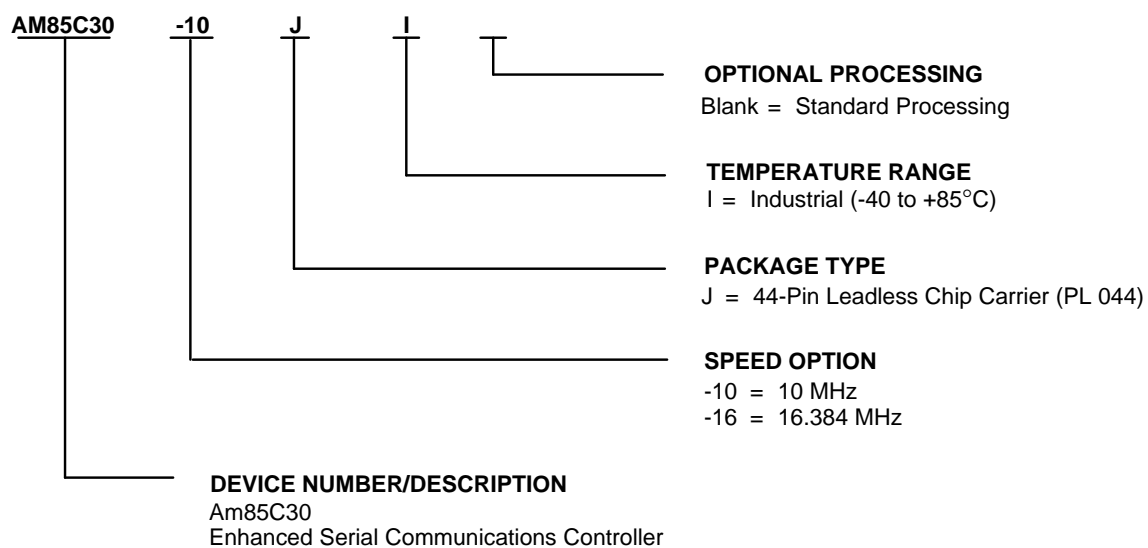 AM85C30 -10 J I
OPTIONAL PROCESSING
Blank = Standard Processing
TEMPERATURE RANGE
I = Industrial (-40 to +85°C)
PACKAGE TYPE
J = 44-Pin Leadless Chip Carrier (PL 044)
SPEED OPTION
-10 = 10 MHz
-16 = 16.384 MHz
DEVICE NUMBER/DESCRIPTION
Am85C30
Enhanced Serial Communications Controller